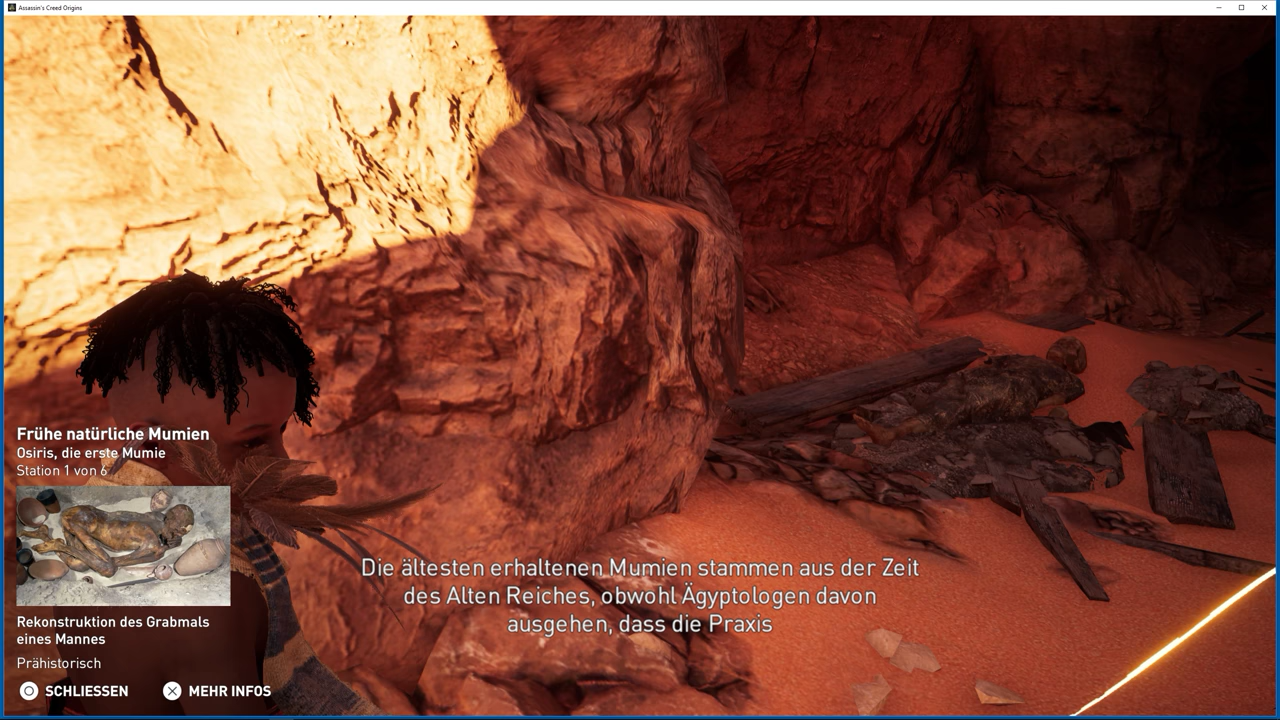 Assassin's Creed Origins
Frühe natürliche Mumien
Osiris, die erste Mumie
Station 1 von 6
Die ältesten erhaltenen Mumien stammen aus der Zeit
des Alten Reiches, obwohl Ägyptologen davon
ausgehen, dass die Praxis
Rekonstruktion des Grabmals
eines Mannes
Prähistorisch
SCHLIESSEN
MEHR INFOS